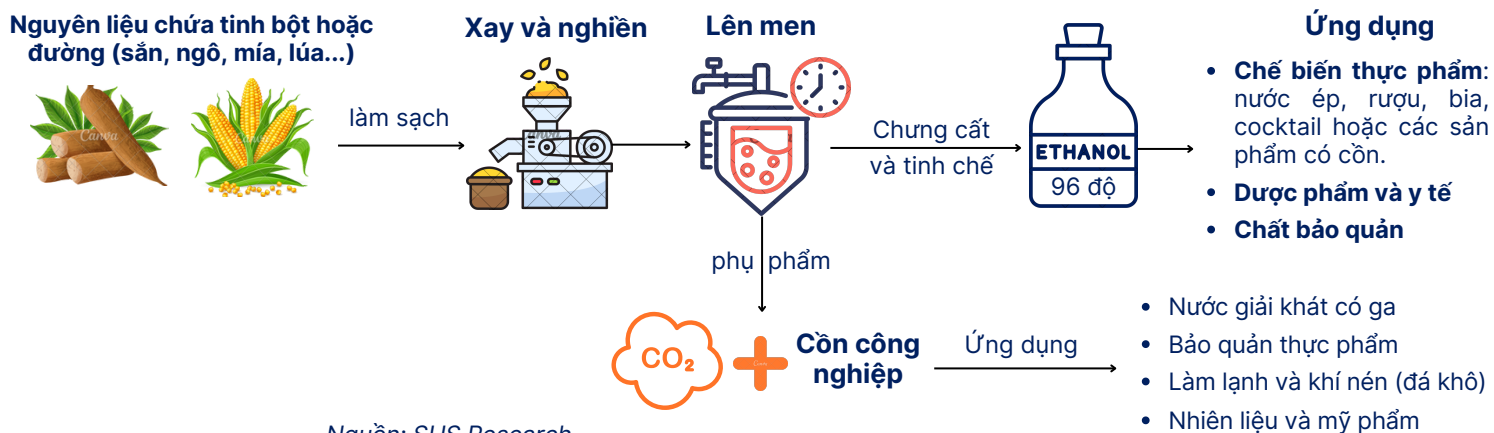 Nguyên liệu chứa tinh bột hoặc
đường (sắn, ngô, mía, lúa...)
làm sạch
Xay và nghiền
Lên men
Chưng cất
và tinh chế
ETHANOL
96 độ
Ứng dụng
• Chế biến thực phẩm:
nước ép, rượu, bia,
cocktail hoặc các sản
phẩm có cồn.
• Dược phẩm và y tế
• Chất bảo quản
phụ phẩm
CO₂
Cồn công
nghiệp
Ứng dụng
• Nước giải khát có ga
• Bảo quản thực phẩm
• Làm lạnh và khí nén (đá khô)
• Nhiên liệu và mỹ phẩm
Nguồn: SHS Research